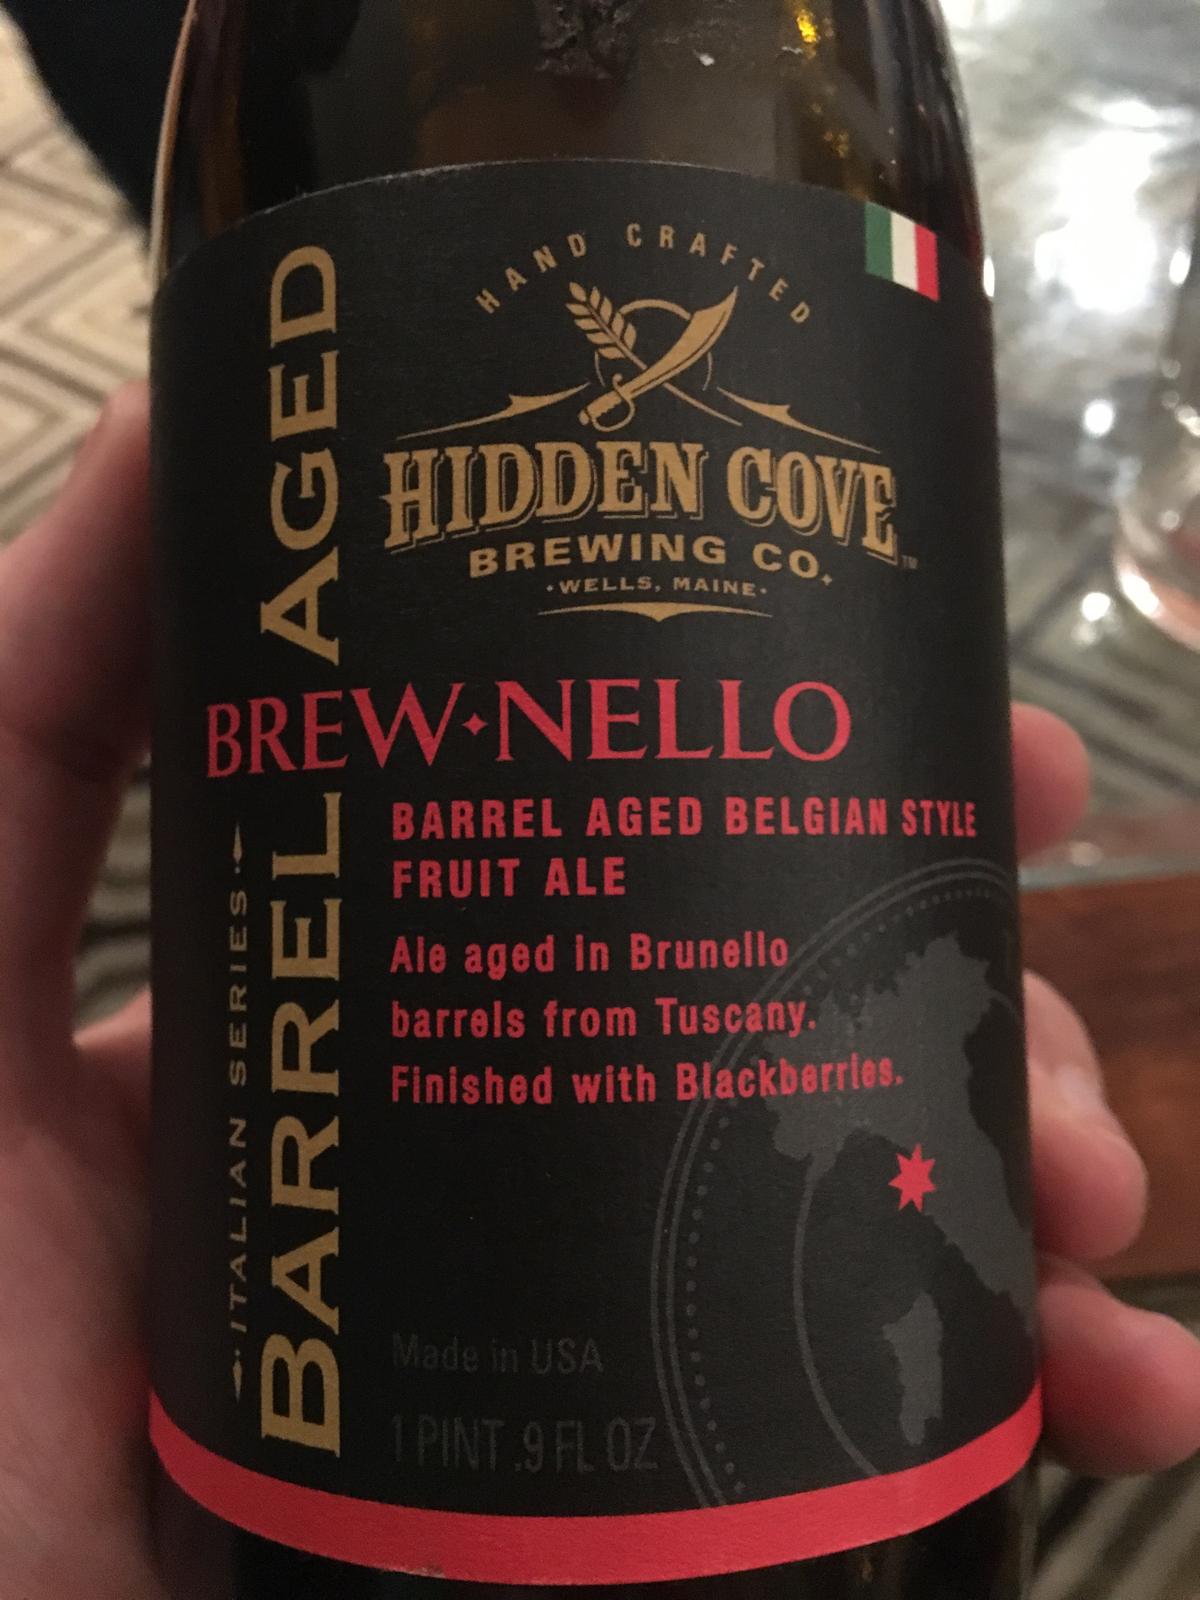 HAND CRAFTED
HIDDEN COVE
TM
BREWING CO.
·WELLS, MAINE·
BARREL AGED
·ITALIAN SERIES·
BREW·NELLO
BARREL AGED BELGIAN STYLE
FRUIT ALE
Ale aged in Brunello
barrels from Tuscany.
Finished with Blackberries.
Made in USA
1 PINT .9 FL OZ